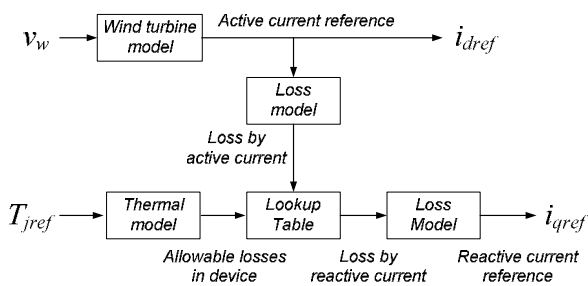 Active current reference
v_w
Wind turbine
model
i_dref
Loss
model
Loss by
active current
T_jref
Thermal
model
Lookup
Table
Loss
Model
i_qref
Allowable losses
in device
Loss by
reactive current
Reactive current
reference